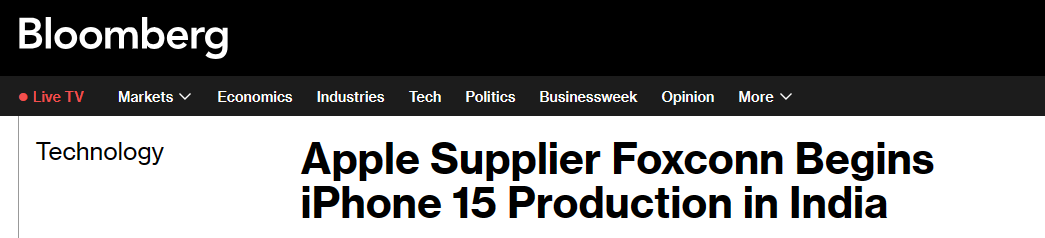 Bloomberg
Live TV Markets Economics Industries Tech Politics Businessweek Opinion More
Technology
Apple Supplier Foxconn Begins
iPhone 15 Production in India